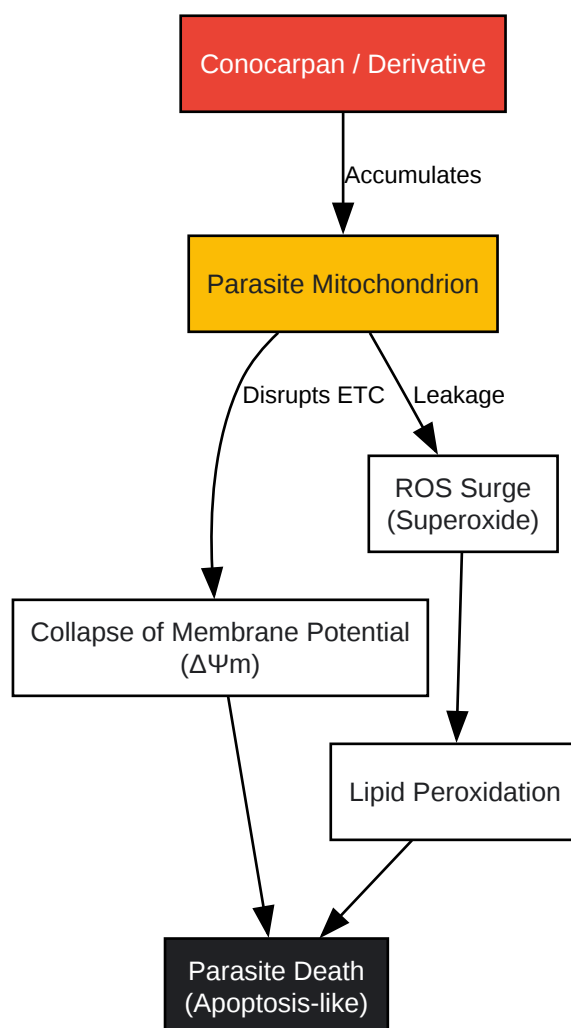 Conocarpan / Derivative
Accumulates
Parasite Mitochondrion
Disrupts ETC
Leakage
ROS Surge
(Superoxide)
Collapse of Membrane Potential
(ΔΨm)
Lipid Peroxidation
Parasite Death
(Apoptosis-like)